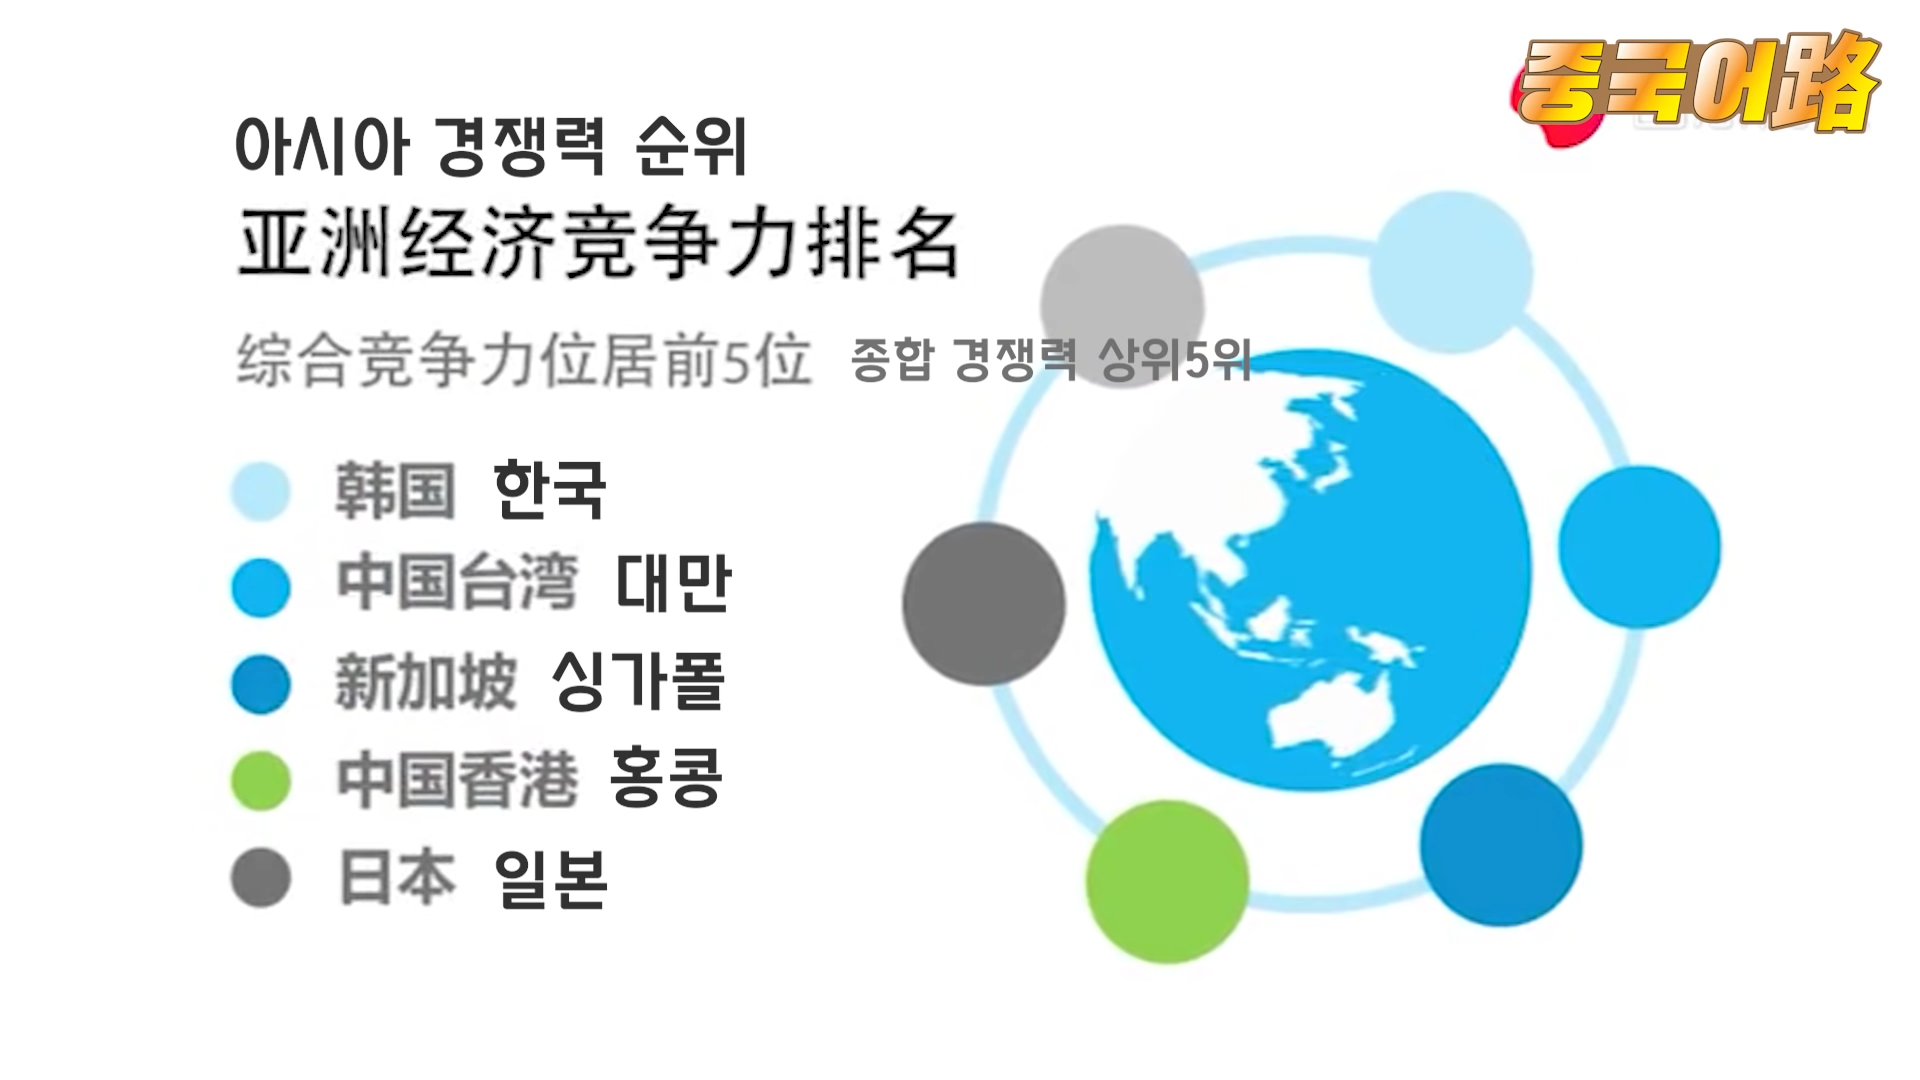 중국어路
아시아 경쟁력 순위
亚洲经济竞争力排名
综合竞争力位居前5位 종합 경쟁력 상위5위
韩国 한국
中国台湾 대만
新加坡 싱가폴
中国香港 홍콩
日本 일본